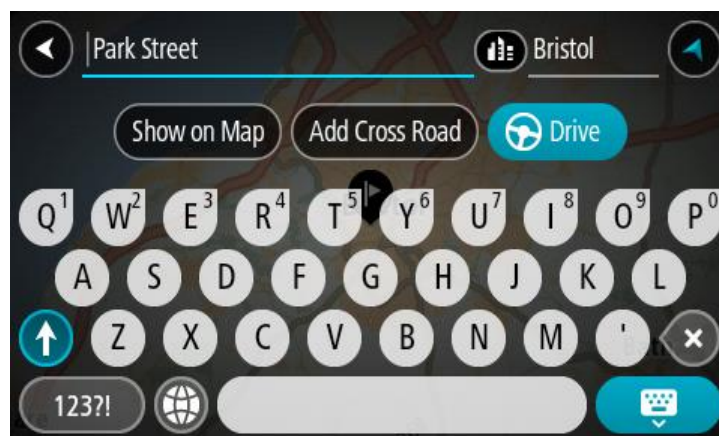 Park Street Bristol
Show on Map Add Cross Road Drive
Q1 W2 E3 R4 T5 Y6 U7 I8 O9 P0
A S D F G H J K L
Z X C V B N M '
123?!